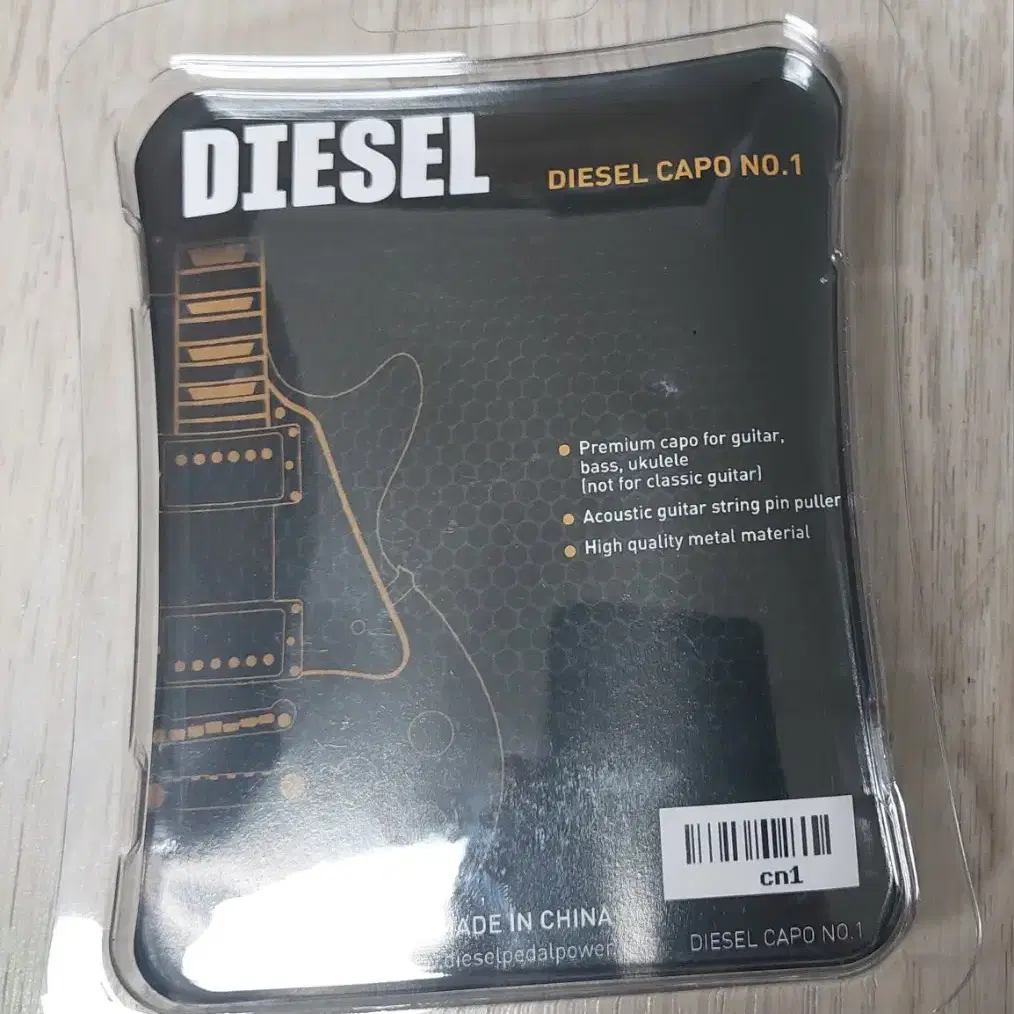 DIESEL
DIESEL CAPO NO.1
Premium capo for guitar,
bass, ukulele
(not for classic guitar)
Acoustic guitar string pin puller
High quality metal material
cn1
ADE IN CHINA
dieselpedalpower
DIESEL CAPO NO.1